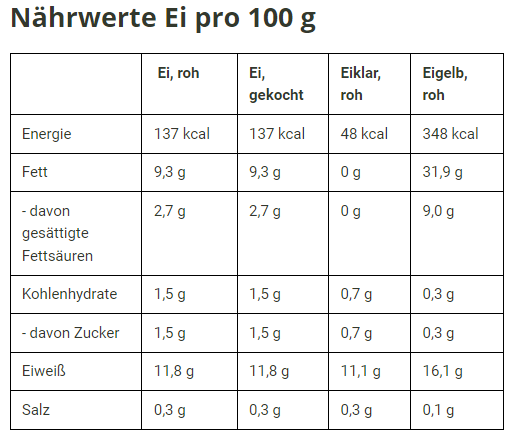 Nährwerte Ei pro 100 g
Ei, roh Ei, gekocht Eiklar, roh Eigelb, roh
Energie 137 kcal 137 kcal 48 kcal 348 kcal
Fett 9,3 g 9,3 g 0 g 31,9 g
- davon gesättigte Fettsäuren 2,7 g 2,7 g 0 g 9,0 g
Kohlenhydrate 1,5 g 1,5 g 0,7 g 0,3 g
- davon Zucker 1,5 g 1,5 g 0,7 g 0,3 g
Eiweiß 11,8 g 11,8 g 11,1 g 16,1 g
Salz 0,3 g 0,3 g 0,3 g 0,1 g